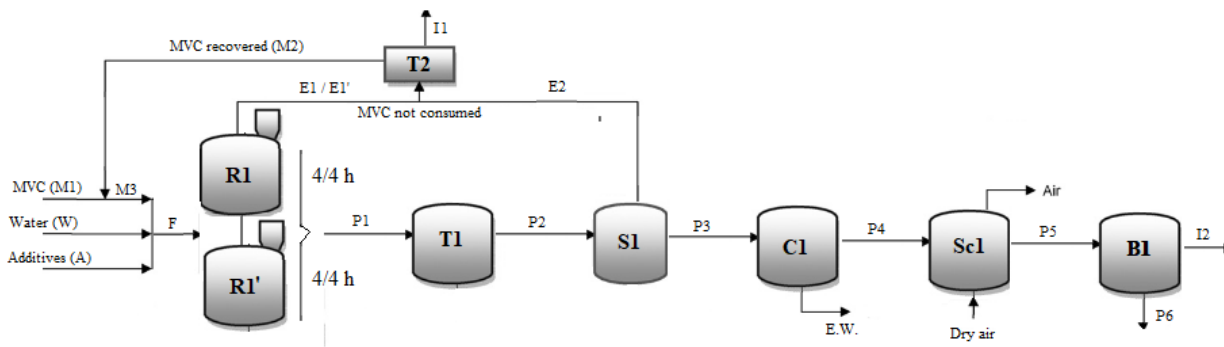 I1
MVC recovered (M2)
T2
E1 / E1'
E2
MVC not consumed
R1
4/4 h
MVC (M1)
M3
Water (W)
F
P1
T1
P2
S1
P3
C1
P4
Sc1
Air
P5
B1
I2
Additives (A)
R1'
4/4 h
E.W.
Dry air
P6